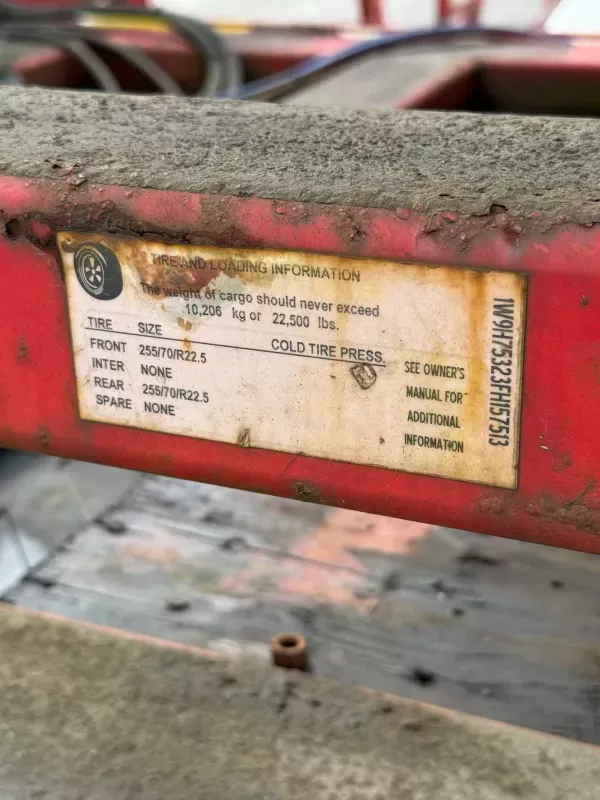 TIRE AND LOADING INFORMATION
The weight of cargo should never exceed
10,206 kg or 22,500 lbs.
TIRE SIZE COLD TIRE PRESS.
FRONT 255/70/R22.5
INTER NONE
REAR 255/70/R22.5
SPARE NONE
SEE OWNER'S
MANUAL FOR
ADDITIONAL
INFORMATION
1W9H75323FH157513